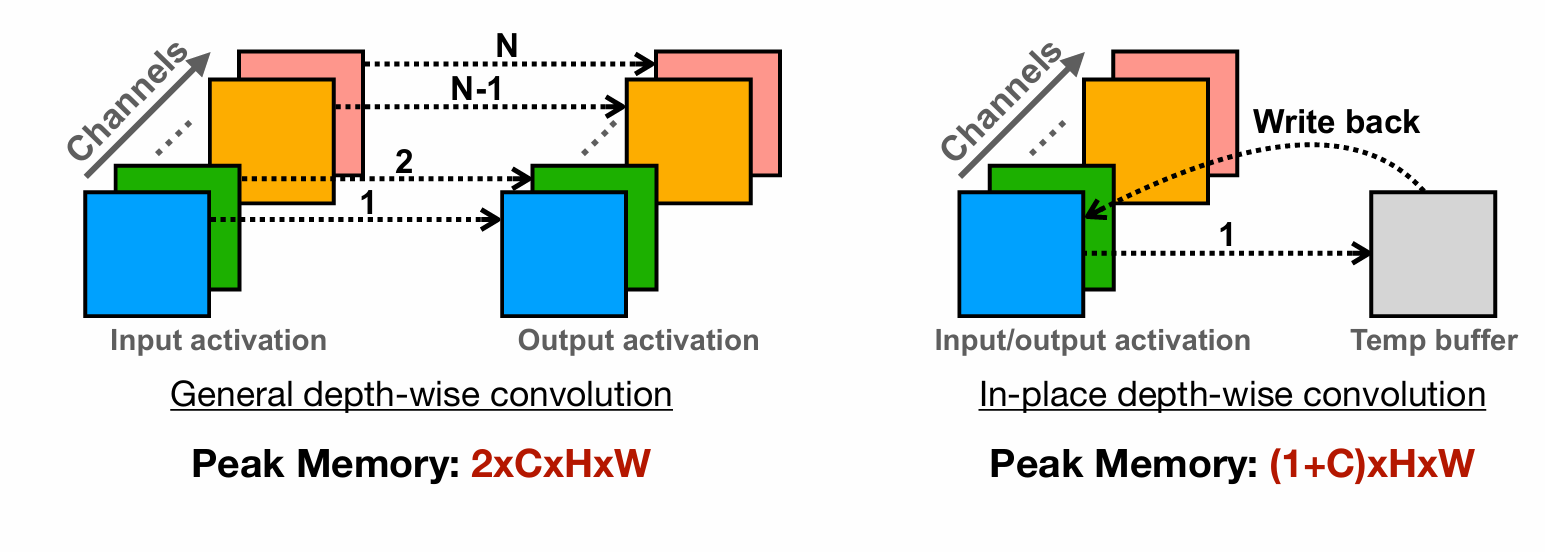 Channels
N
N-1
2
1
Input activation
Output activation
General depth-wise convolution
Peak Memory: 2xCxHxW
Channels
Write back
1
Input/output activation
Temp buffer
In-place depth-wise convolution
Peak Memory: (1+C)xHxW